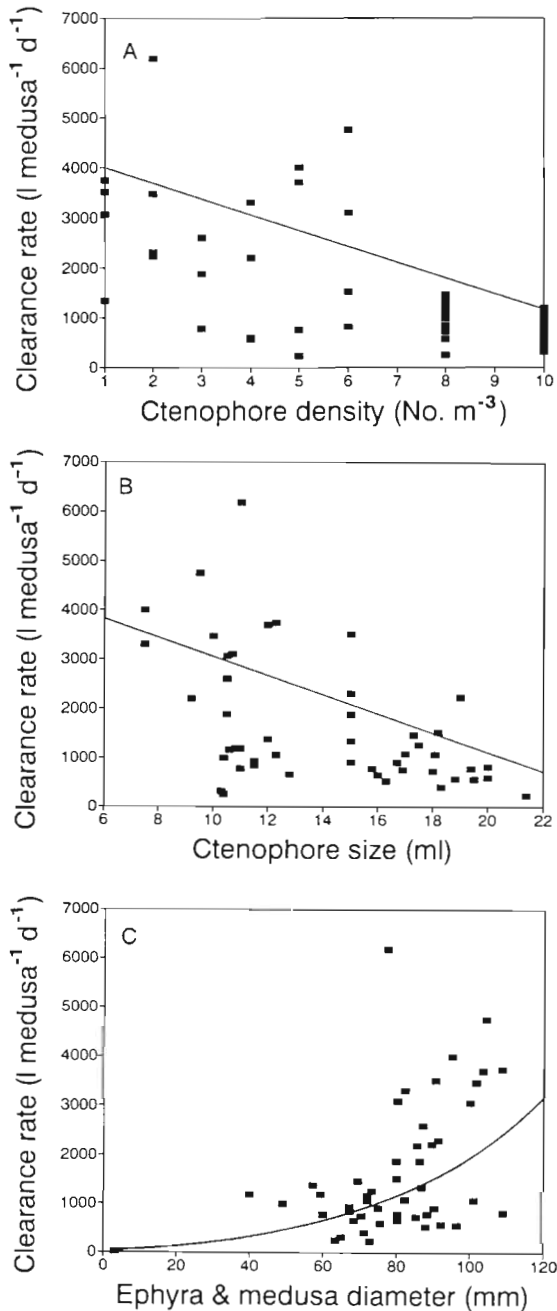 A
Clearance rate (l medusa⁻¹ d⁻¹)
7000
6000
5000
4000
3000
2000
1000
0
1 2 3 4 5 6 7 8 9 10
Ctenophore density (No. m⁻³)
B
Clearance rate (l medusa⁻¹ d⁻¹)
7000
6000
5000
4000
3000
2000
1000
0
6 8 10 12 14 16 18 20 22
Ctenophore size (ml)
C
Clearance rate (l medusa⁻¹ d⁻¹)
7000
6000
5000
4000
3000
2000
1000
0
0 20 40 60 80 100 120
Ephyra & medusa diameter (mm)